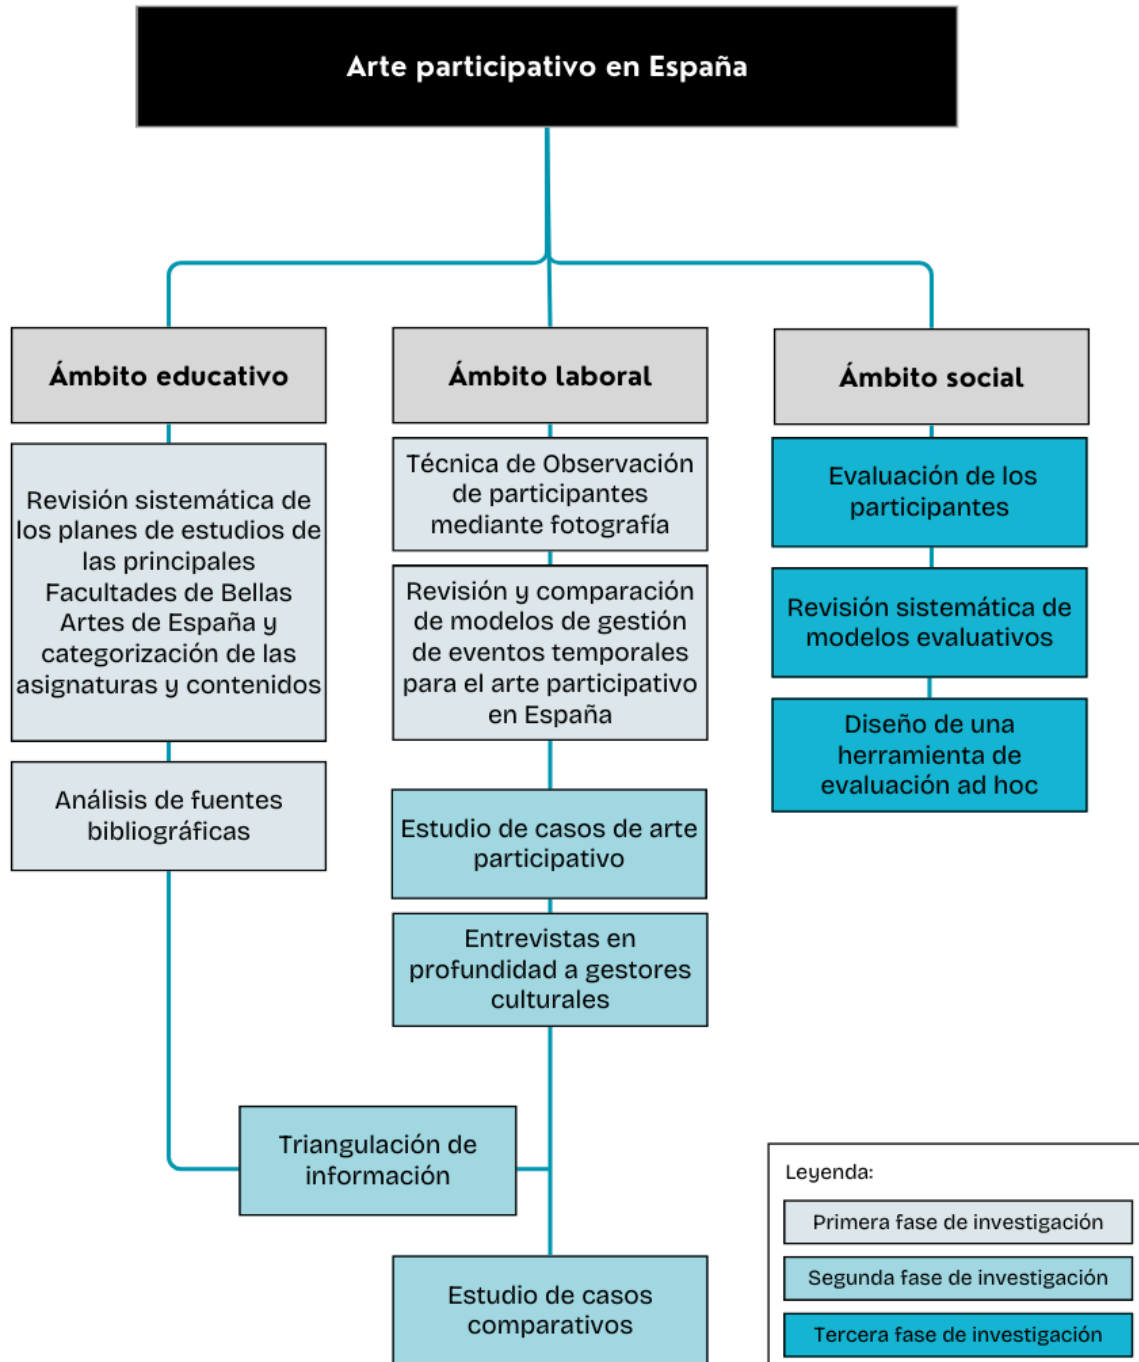 Arte participativo en España
Ámbito educativo
Revisión sistemática de
los planes de estudios de
las principales
Facultades de Bellas
Artes de España y
categorización de las
asignaturas y contenidos
Análisis de fuentes
bibliográficas
Ámbito laboral
Técnica de Observación
de participantes
mediante fotografía
Revisión y comparación
de modelos de gestión
de eventos temporales
para el arte participativo
en España
Estudio de casos de arte
participativo
Entrevistas en
profundidad a gestores
culturales
Ámbito social
Evaluación de los
participantes
Revisión sistemática de
modelos evaluativos
Diseño de una
herramienta de
evaluación ad hoc
Triangulación de
información
Estudio de casos
comparativos
Leyenda:
Primera fase de investigación
Segunda fase de investigación
Tercera fase de investigación